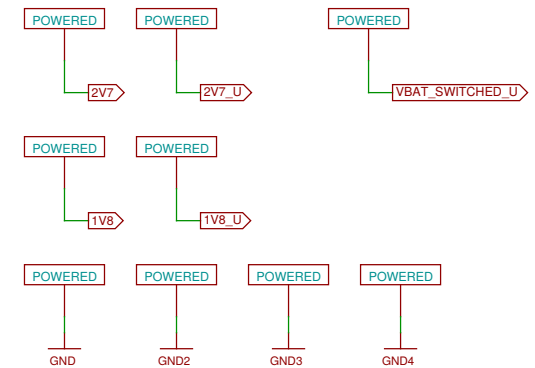 POWERED POWERED POWERED
2V7 2V7_U VBAT_SWITCHED_U
POWERED POWERED
1V8 1V8_U
POWERED POWERED POWERED POWERED
GND GND2 GND3 GND4